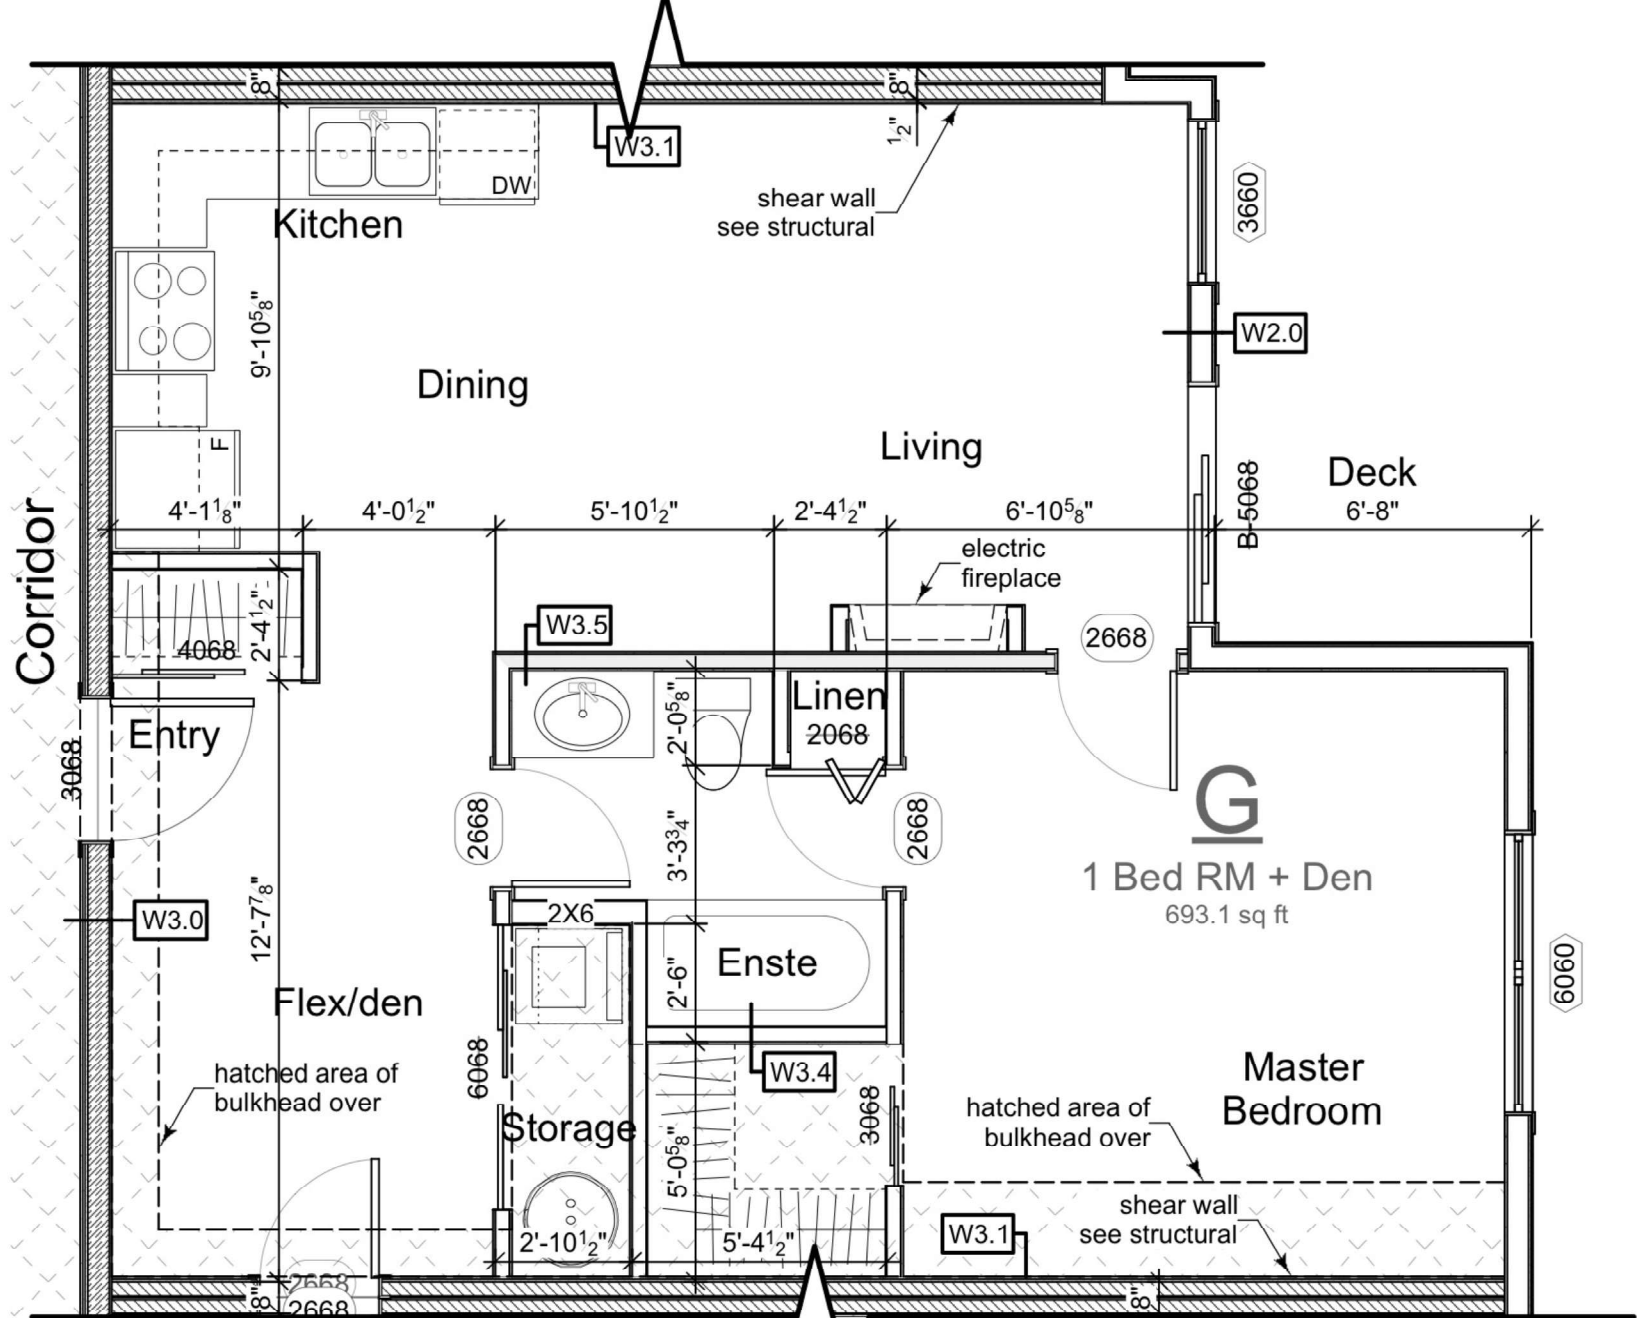 8"
8"
1/2"
W3.1
DW
shear wall
see structural
3660
Kitchen
W2.0
9'-10 5/8"
Dining
Living
F
B-5068
Deck
4'-1 1/8"
4'-0 1/2"
5'-10 1/2"
2'-4 1/2"
6'-10 5/8"
6'-8"
Corridor
electric
fireplace
2'-4 1/2"
4068
W3.5
2668
Entry
3068
2'-0 5/8"
Linen
2068
2668
3'-3 3/4"
2668
G
1 Bed RM + Den
693.1 sq ft
W3.0
12'-7 7/8"
2X6
Enste
2'-6"
6060
Flex/den
hatched area of
bulkhead over
6068
W3.4
Master
Bedroom
Storage
5'-0 5/8"
3068
hatched area of
bulkhead over
shear wall
see structural
W3.1
2'-10 1/2"
5'-4 1/2"
2668
2668
8"
8"